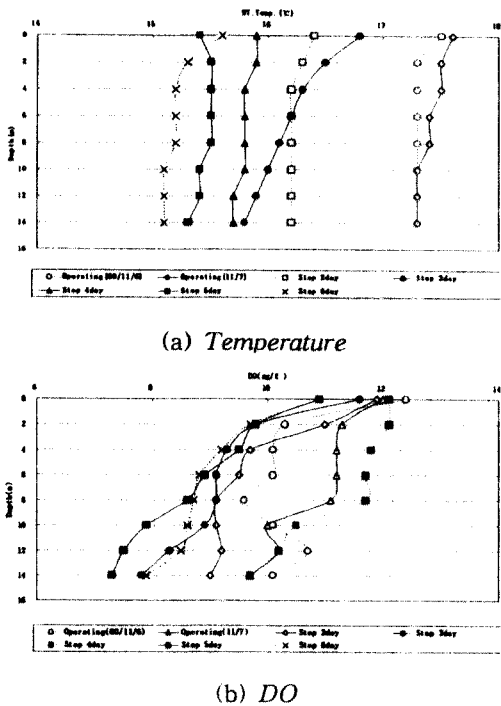 WT.Temp.(℃)
14 15 16 17 18
Depth(m)
0
2
4
6
8
10
12
14
16
Operating(00/11/6) Operating(11/7) Stop 2day Stop 3day
Stop 4day Stop 5day Stop 6day
(a) Temperature
DO(mg/ℓ)
6 8 10 12 14
Depth(m)
0
2
4
6
8
10
12
14
16
Operating(00/11/6) Operating(11/7) Stop 2day Stop 3day
Stop 4day Stop 5day Stop 6day
(b) DO